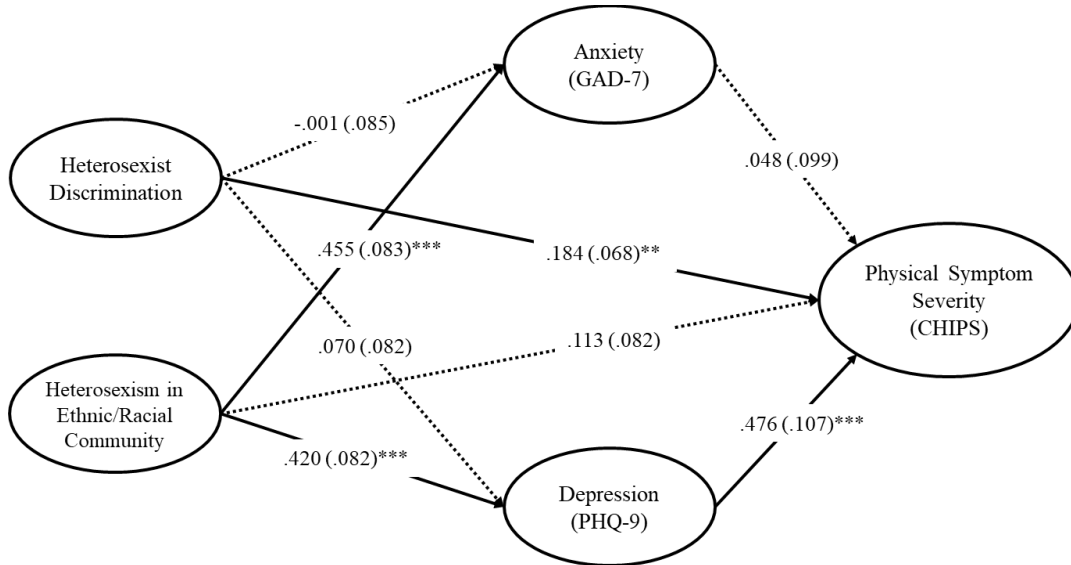 Anxiety
(GAD-7)
-.001 (.085)
Heterosexist
Discrimination
.048 (.099)
.455 (.083)***
.184 (.068)**
Physical Symptom
Severity
(CHIPS)
.070 (.082)
.113 (.082)
Heterosexism in
Ethnic/Racial
Community
.420 (.082)***
.476 (.107)***
Depression
(PHQ-9)